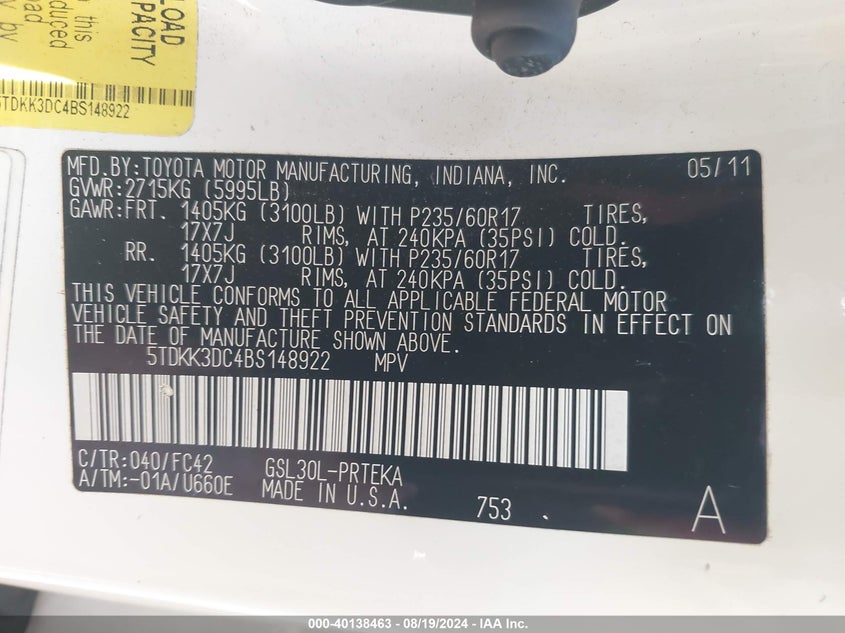 LOAD
CAPACITY
this
reduced
5TDKK3DC4BS148922
MFD.BY:TOYOTA MOTOR MANUFACTURING, INDIANA, INC. 05/11
GVWR:2715KG (5995LB)
GAWR:FRT. 1405KG (3100LB) WITH P235/60R17 TIRES,
17X7J RIMS, AT 240KPA (35PSI) COLD.
RR. 1405KG (3100LB) WITH P235/60R17 TIRES,
17X7J RIMS, AT 240KPA (35PSI) COLD.
THIS VEHICLE CONFORMS TO ALL APPLICABLE FEDERAL MOTOR
VEHICLE SAFETY AND THEFT PREVENTION STANDARDS IN EFFECT ON
THE DATE OF MANUFACTURE SHOWN ABOVE.
5TDKK3DC4BS148922 MPV
C/TR:040/FC42 GSL30L-PRTEKA
A/TM:-01A/U660E MADE IN U.S.A. 753 . A
000-40138463 - 08/19/2024 - IAA Inc.